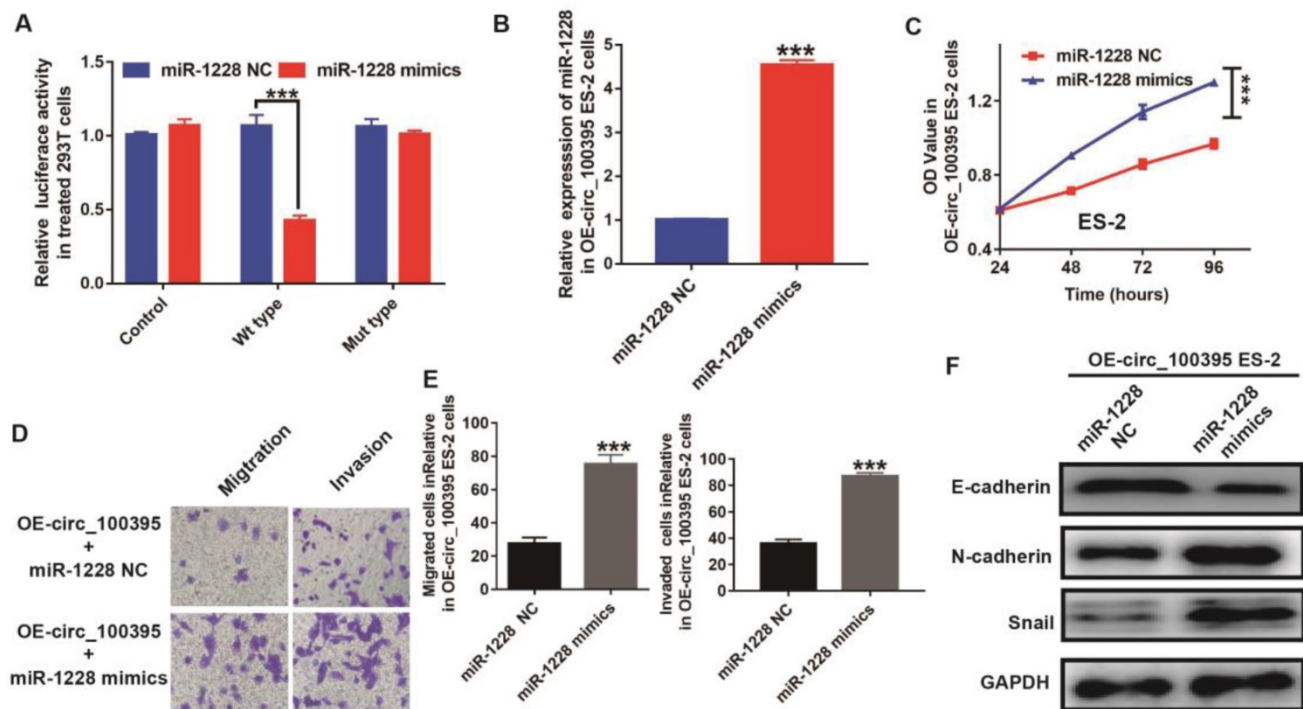 A
miR-1228 NC
miR-1228 mimics
***
Relative luciferace activity
in treated 293T cells
1.5
1.0
0.5
0.0
Control
Wt type
Mut type
B
***
Relative expresssion of miR-1228
in OE-circ_100395 ES-2 cells
5
4
3
2
1
0
miR-1228 NC
miR-1228 mimics
C
miR-1228 NC
miR-1228 mimics
***
OD Value in
OE-circ_100395 ES-2 cells
1.2
0.8
0.4
ES-2
24
48
72
96
Time (hours)
D
Migtration
Invasion
OE-circ_100395
+
miR-1228 NC
OE-circ_100395
+
miR-1228 mimics
E
Migrated cells inRelative
in OE-circ_100395 ES-2 cells
100
80
60
40
20
0
***
miR-1228 NC
miR-1228 mimics
Invaded cells inRelative
in OE-circ_100395 ES-2 cells
100
80
60
40
20
0
***
miR-1228 NC
miR-1228 mimics
F
OE-circ_100395 ES-2
miR-1228
NC
miR-1228
mimics
E-cadherin
N-cadherin
Snail
GAPDH